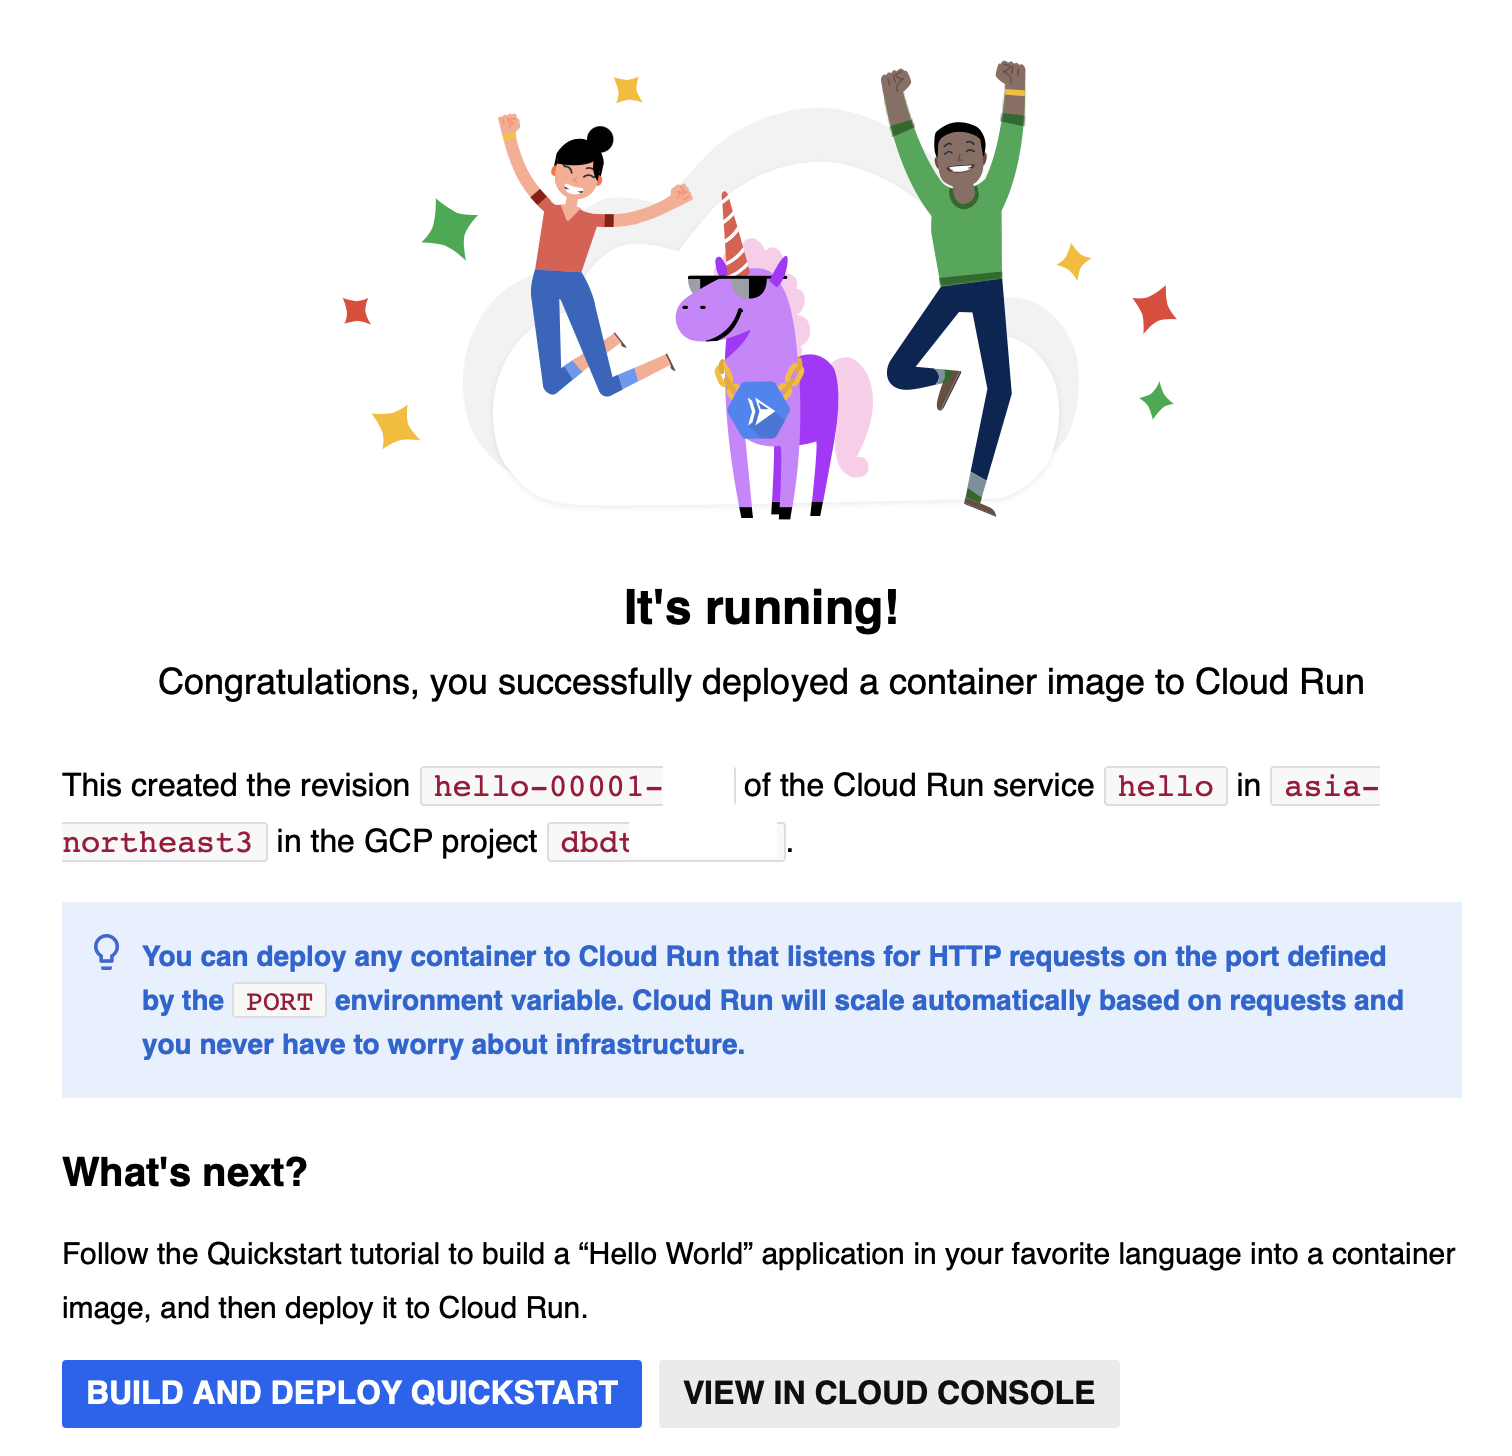 It's running!
Congratulations, you successfully deployed a container image to Cloud Run
This created the revision hello-00001- of the Cloud Run service hello in asia-
northeast3 in the GCP project dbdt .
You can deploy any container to Cloud Run that listens for HTTP requests on the port defined
by the PORT environment variable. Cloud Run will scale automatically based on requests and
you never have to worry about infrastructure.
What's next?
Follow the Quickstart tutorial to build a “Hello World” application in your favorite language into a container
image, and then deploy it to Cloud Run.
BUILD AND DEPLOY QUICKSTART
VIEW IN CLOUD CONSOLE